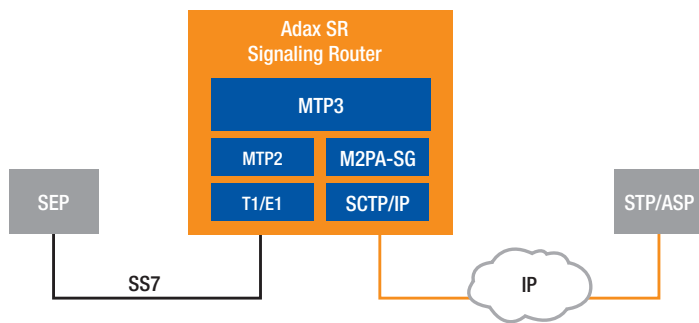 Adax SR
Signaling Router
MTP3
MTP2
M2PA-SG
T1/E1
SCTP/IP
SEP
STP/ASP
SS7
IP